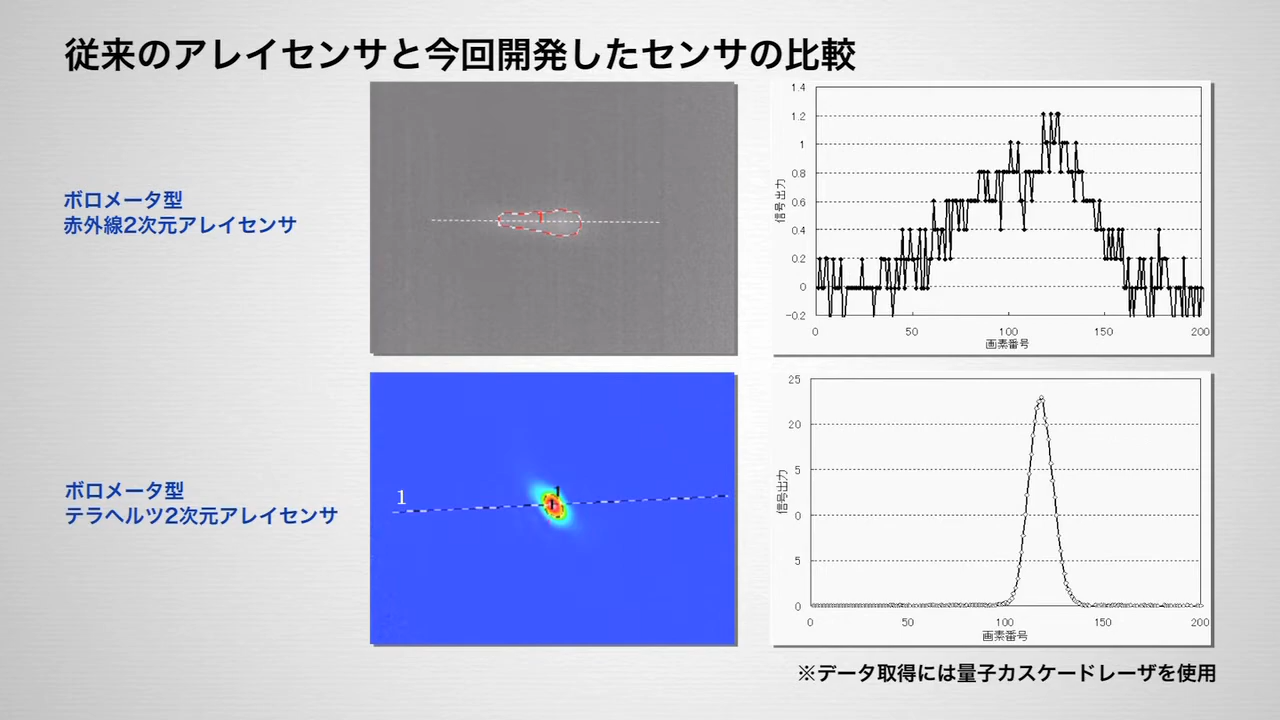 従来のアレイセンサと今回開発したセンサの比較
ボロメータ型
赤外線2次元アレイセンサ
1
1.4
1.2
1
0.8
0.6
0.4
0.2
0
-0.2
信号出力
0 50 100 150 200
画素番号
ボロメータ型
テラヘルツ2次元アレイセンサ
1
1
25
20
5
0
5
0
信号出力
0 50 100 150 200
画素番号
※データ取得には量子カスケードレーザを使用